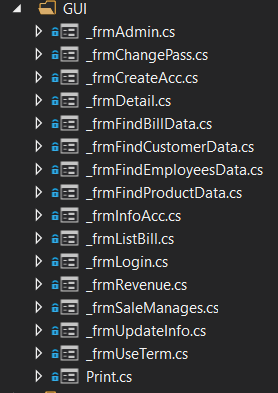 GUI
_frmAdmin.cs
_frmChangePass.cs
_frmCreateAcc.cs
_frmDetail.cs
_frmFindBillData.cs
_frmFindCustomerData.cs
_frmFindEmployeesData.cs
_frmFindProductData.cs
_frmInfoAcc.cs
_frmListBill.cs
_frmLogin.cs
_frmRevenue.cs
_frmSaleManages.cs
_frmUpdateInfo.cs
_frmUseTerm.cs
Print.cs